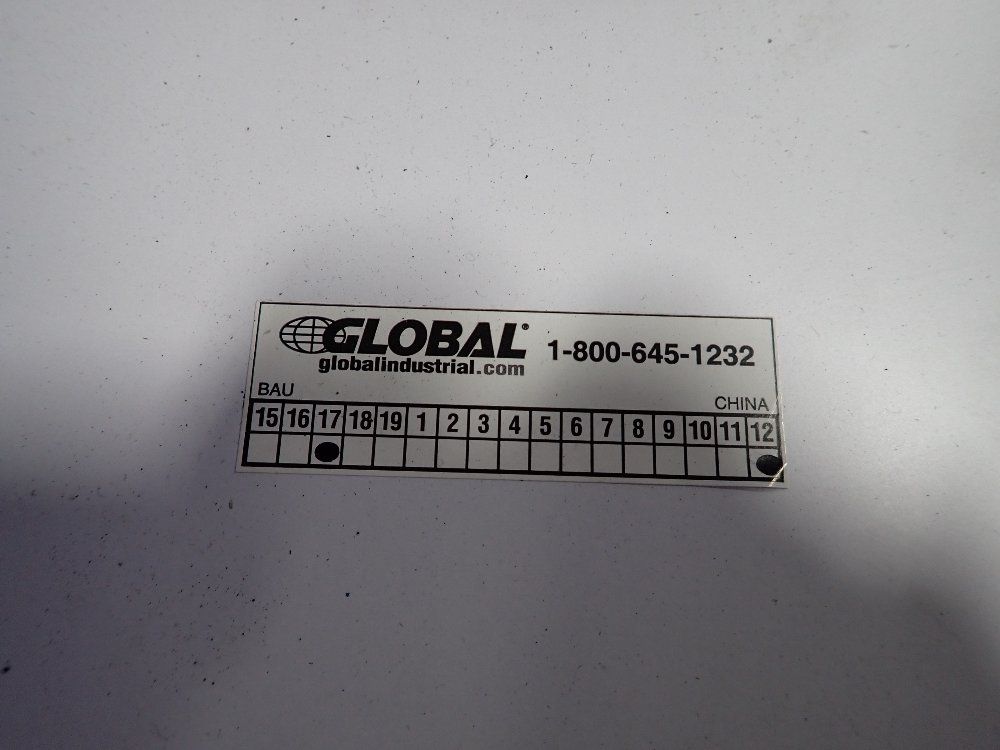 GLOBAL® 1-800-645-1232
globalindustrial.com
BAU CHINA
15 16 17 18 19 1 2 3 4 5 6 7 8 9 10 11 12